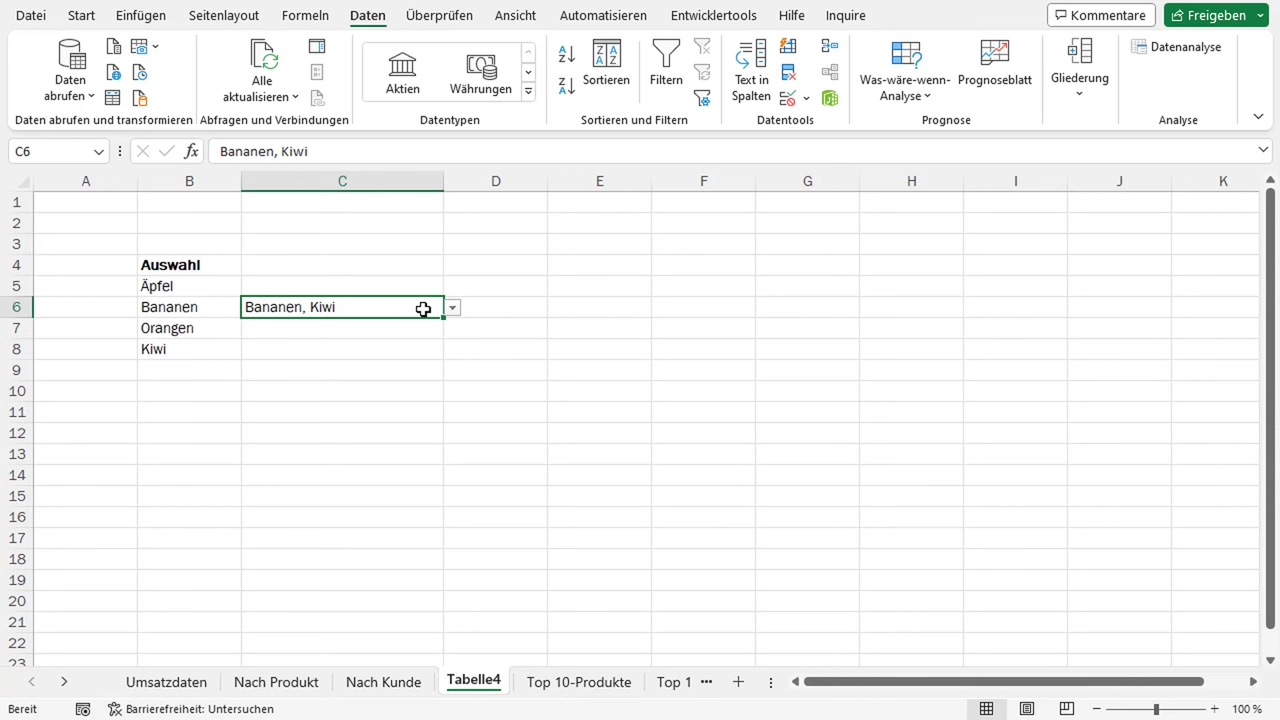 Datei Start Einfügen Seitenlayout Formeln Daten Überprüfen Ansicht Automatisieren Entwicklertools Hilfe Inquire Kommentare Freigeben
Daten abrufen
Alle aktualisieren
Aktien
Währungen
Sortieren
Filtern
Text in Spalten
Was-wäre-wenn-Analyse
Prognoseblatt
Gliederung
Datenanalyse
Daten abrufen und transformieren Abfragen und Verbindungen Datentypen Sortieren und Filtern Datentools Prognose Analyse
C6 fx Bananen, Kiwi
A B C D E F G H I J K
1
2
3
4 Auswahl
5 Äpfel
6 Bananen Bananen, Kiwi
7 Orangen
8 Kiwi
9
10
11
12
13
14
15
16
17
18
19
20
21
22
23
Umsatzdaten Nach Produkt Nach Kunde Tabelle4 Top 10-Produkte Top 1
Bereit Barrierefreiheit: Untersuchen 100 %